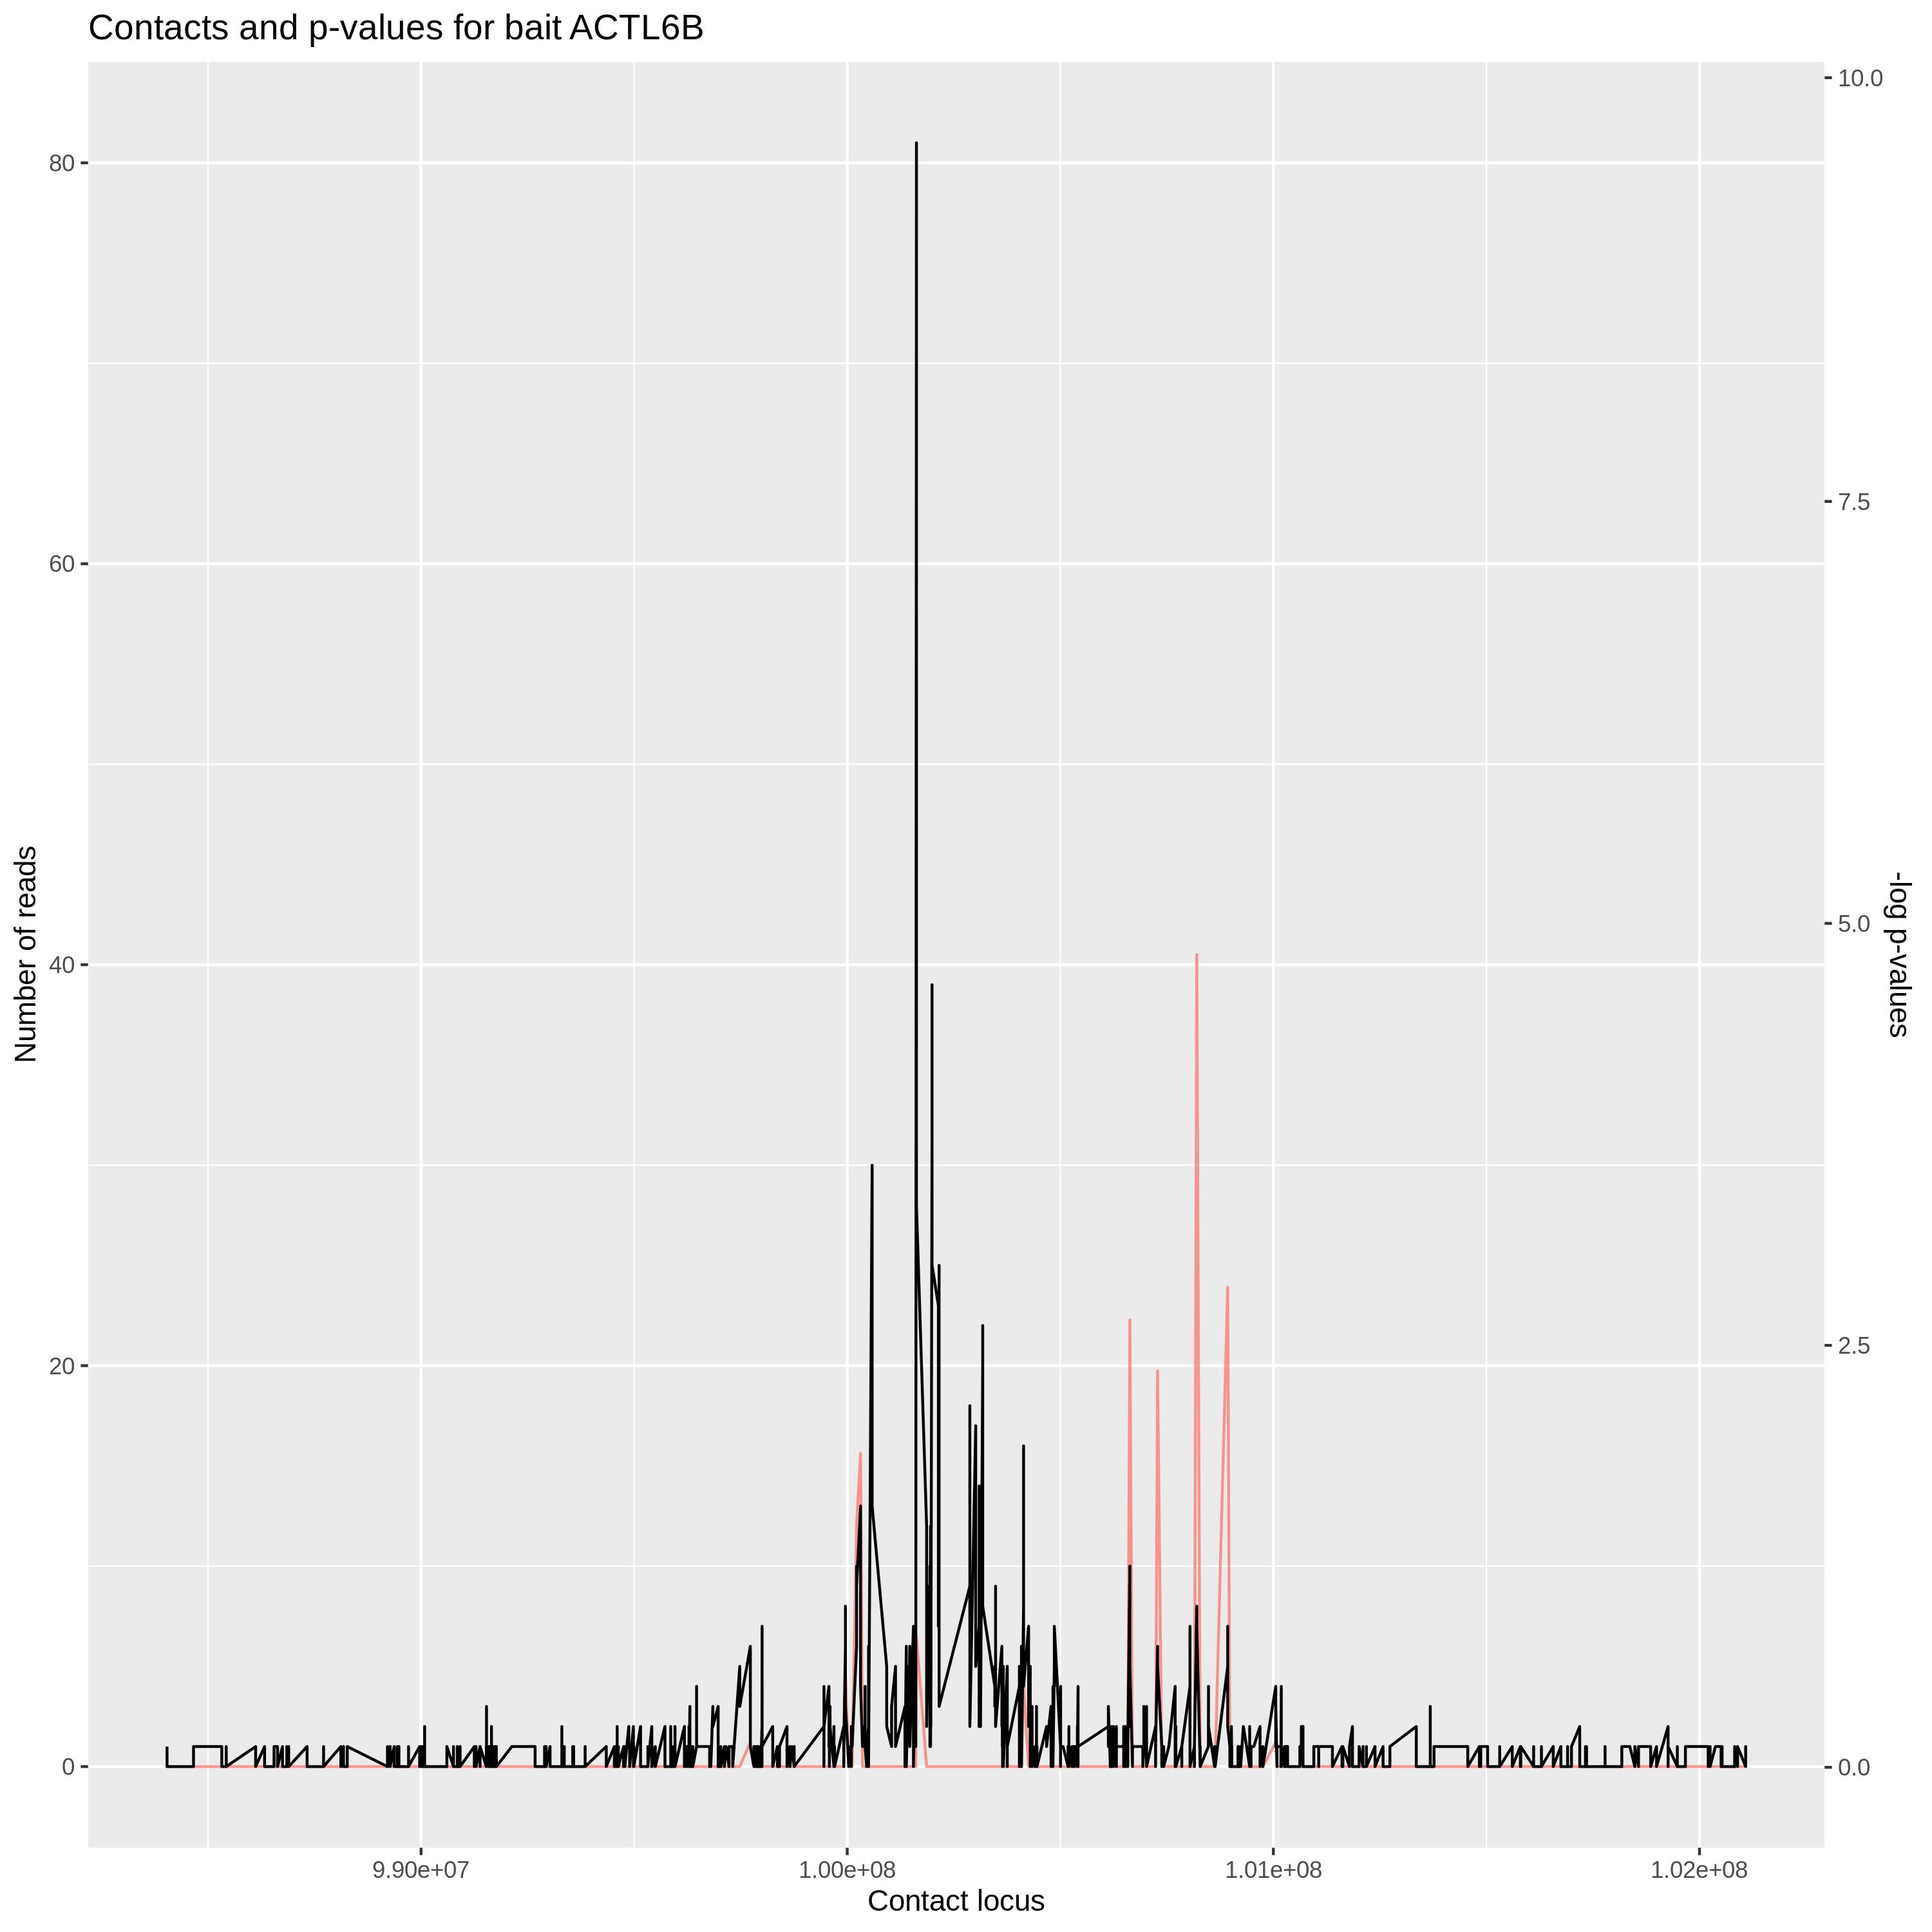 Contacts and p-values for bait ACTL6B
80
60
40
20
0
10.0
7.5
5.0
2.5
0.0
Number of reads
-log p-values
9.90e+07
1.00e+08
1.01e+08
1.02e+08
Contact locus